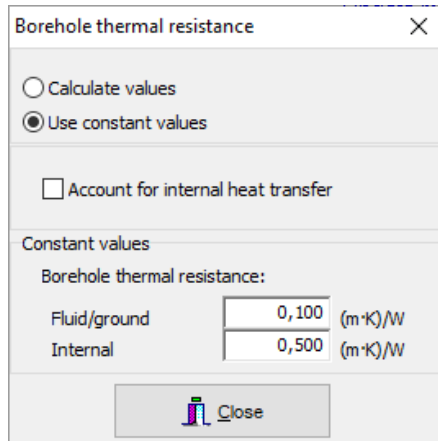 Borehole thermal resistance
Calculate values
Use constant values
Account for internal heat transfer
Constant values
Borehole thermal resistance:
Fluid/ground 0,100 (m·K)/W
Internal 0,500 (m·K)/W
Close